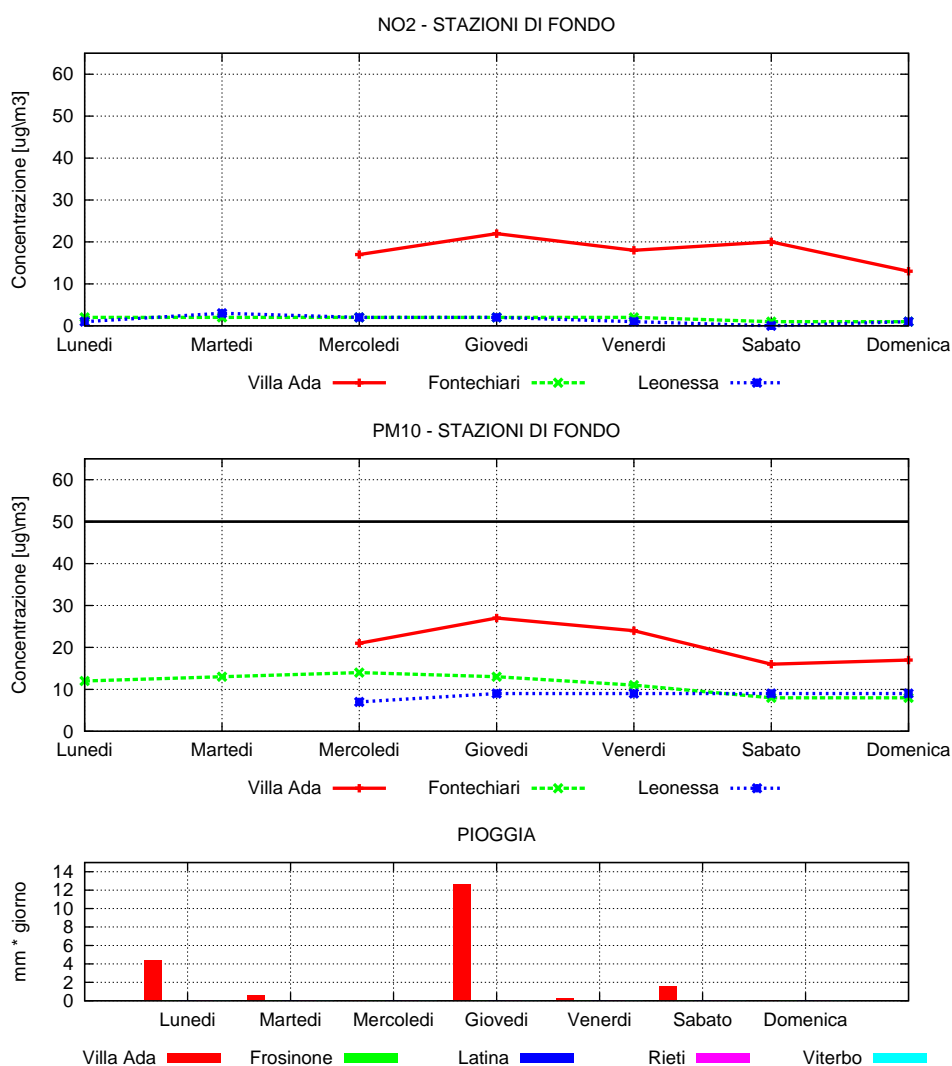 NO2 - STAZIONI DI FONDO
Concentrazione [ug\m3]
60
50
40
30
20
10
0
Lunedi Martedi Mercoledi Giovedi Venerdi Sabato Domenica
Villa Ada Fontechiari Leonessa
PM10 - STAZIONI DI FONDO
Concentrazione [ug\m3]
60
50
40
30
20
10
0
Lunedi Martedi Mercoledi Giovedi Venerdi Sabato Domenica
Villa Ada Fontechiari Leonessa
PIOGGIA
mm * giorno
14
12
10
8
6
4
2
0
Lunedi Martedi Mercoledi Giovedi Venerdi Sabato Domenica
Villa Ada Frosinone Latina Rieti Viterbo